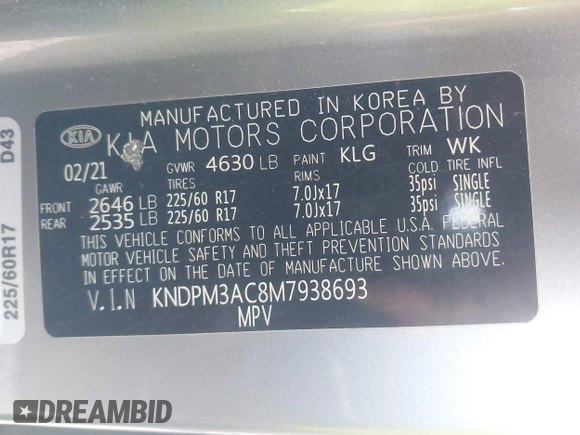 MANUFACTURED IN KOREA BY
KIA KIA MOTORS CORPORATION
02/21 GVWR 4630 LB PAINT KLG TRIM WK
GAWR TIRES RIMS COLD TIRE INFL
FRONT 2646 LB 225/60 R17 7.0Jx17 35psi SINGLE
REAR 2535 LB 225/60 R17 7.0Jx17 35psi SINGLE
THIS VEHICLE CONFORMS TO ALL APPLICABLE U.S.A. FEDERAL
MOTOR VEHICLE SAFETY AND THEFT PREVENTION STANDARDS
IN EFFECT ON THE DATE OF MANUFACTURE SHOWN ABOVE.
V.I.N KNDPM3AC8M7938693
MPV
225/60R17 D43
DREAMBID